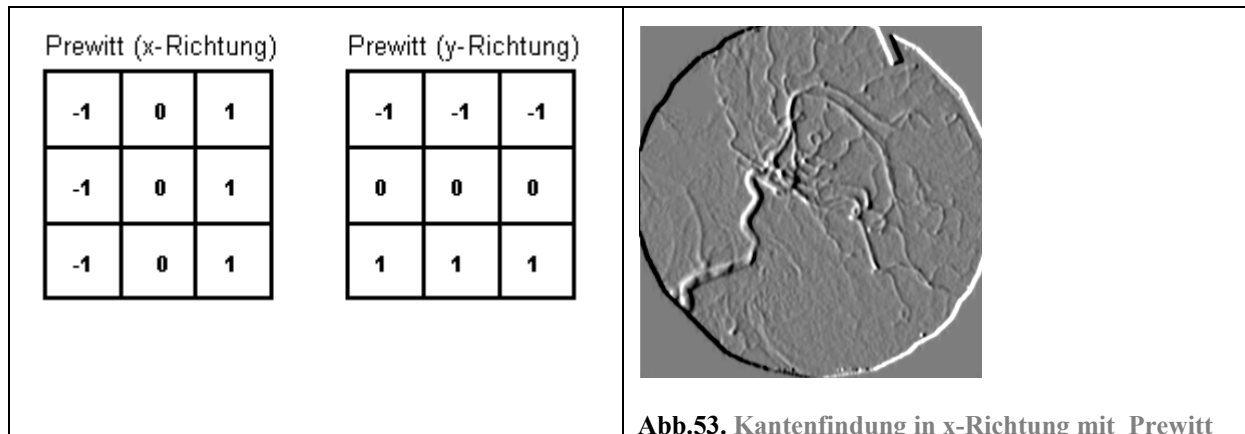 Prewitt (x-Richtung)
-1 0 1
-1 0 1
-1 0 1
Prewitt (y-Richtung)
-1 -1 -1
0 0 0
1 1 1
Abb.53. Kantenfindung in x-Richtung mit Prewitt